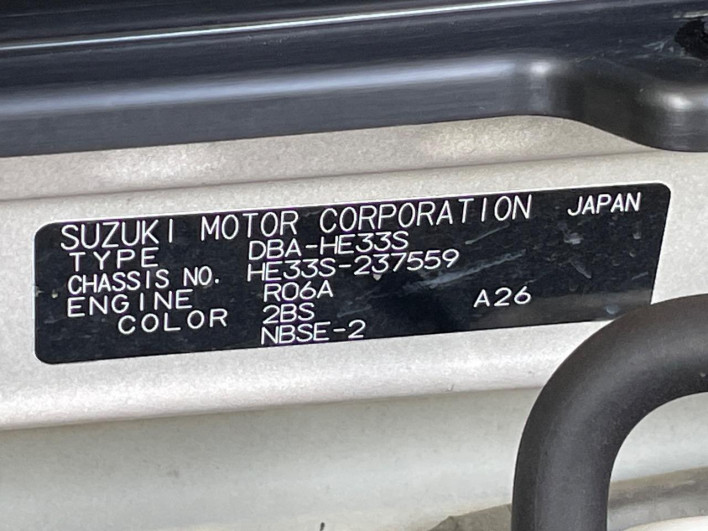 SUZUKI MOTOR CORPORATION JAPAN
TYPE DBA-HE33S
CHASSIS NO. HE33S-237559
ENGINE R06A
COLOR 2BS A26
NBSE-2